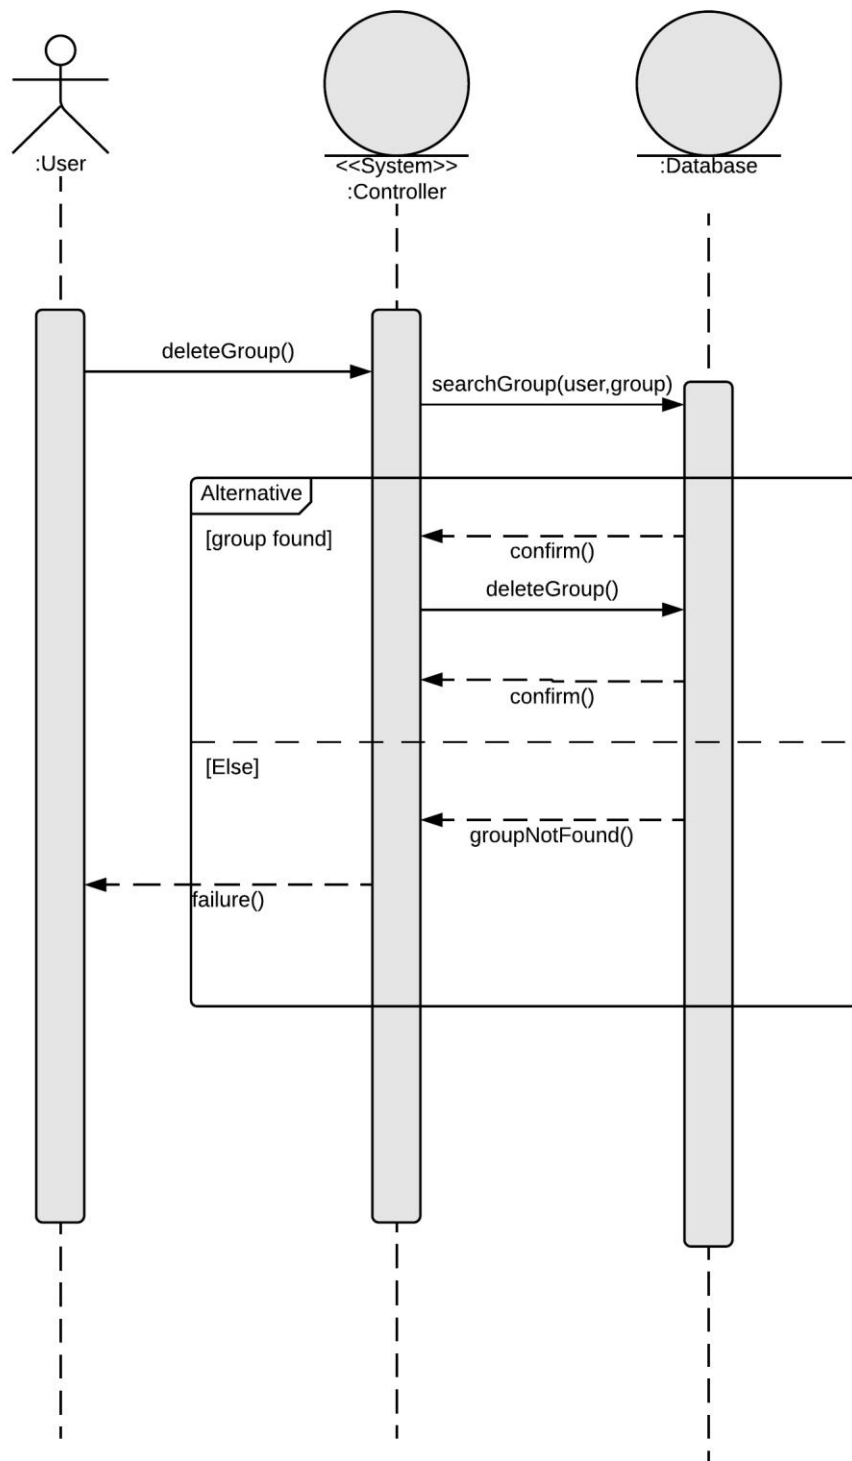 :User
<<System>>
:Controller
:Database
deleteGroup()
searchGroup(user,group)
Alternative
[group found]
confirm()
deleteGroup()
confirm()
[Else]
groupNotFound()
failure()